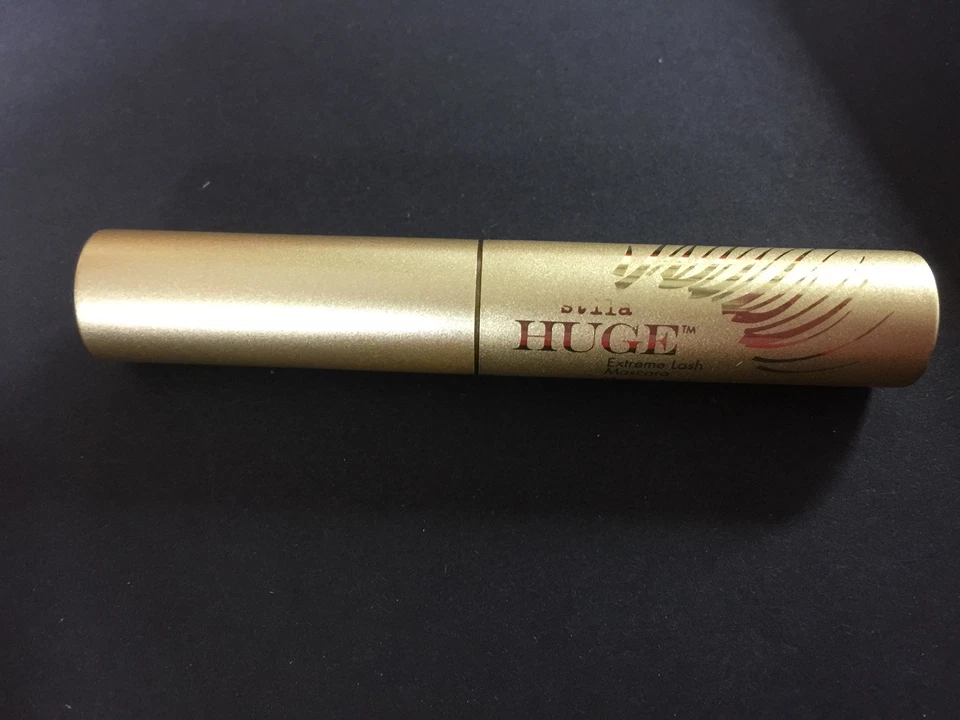 stila
HUGE™
Extreme Lash
Mascara